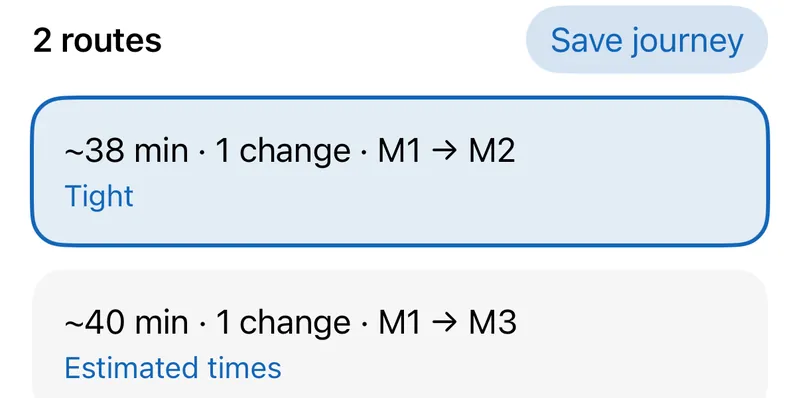 2 routes
Save journey
~38 min · 1 change · M1 → M2
Tight
~40 min · 1 change · M1 → M3
Estimated times